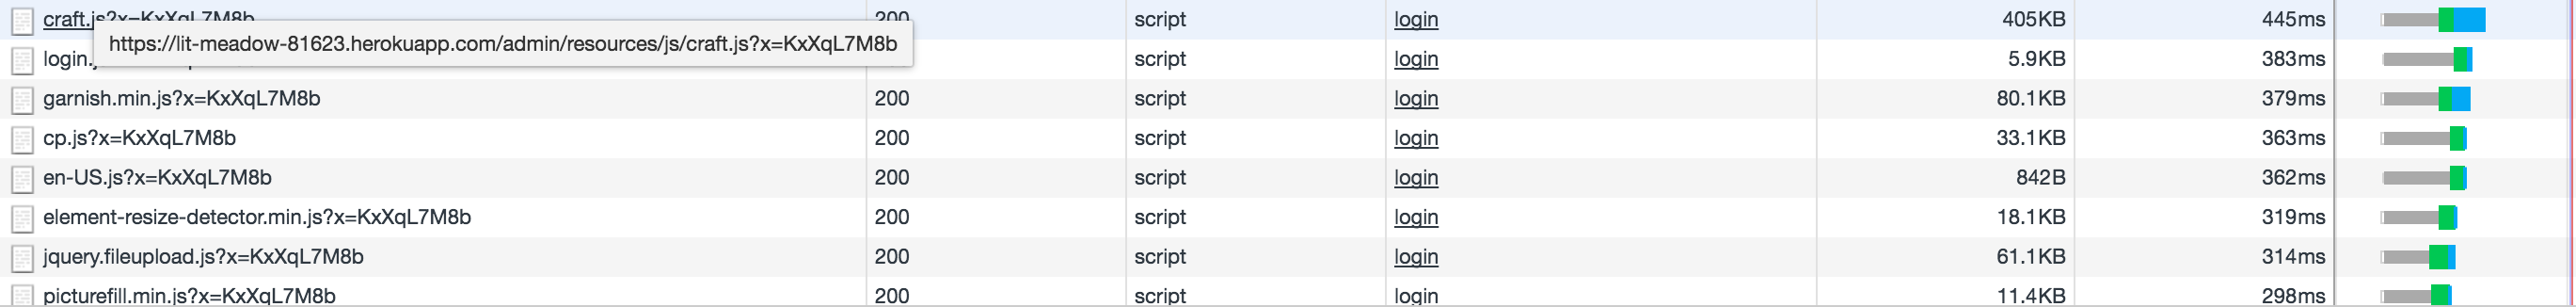 craft.js?x=KxXqL7M8b 200 script login 405KB 445ms
https://lit-meadow-81623.herokuapp.com/admin/resources/js/craft.js?x=KxXqL7M8b
login. script login 5.9KB 383ms
garnish.min.js?x=KxXqL7M8b 200 script login 80.1KB 379ms
cp.js?x=KxXqL7M8b 200 script login 33.1KB 363ms
en-US.js?x=KxXqL7M8b 200 script login 842B 362ms
element-resize-detector.min.js?x=KxXqL7M8b 200 script login 18.1KB 319ms
jquery.fileupload.js?x=KxXqL7M8b 200 script login 61.1KB 314ms
picturefill.min.js?x=KxXqL7M8b 200 script login 11.4KB 298ms